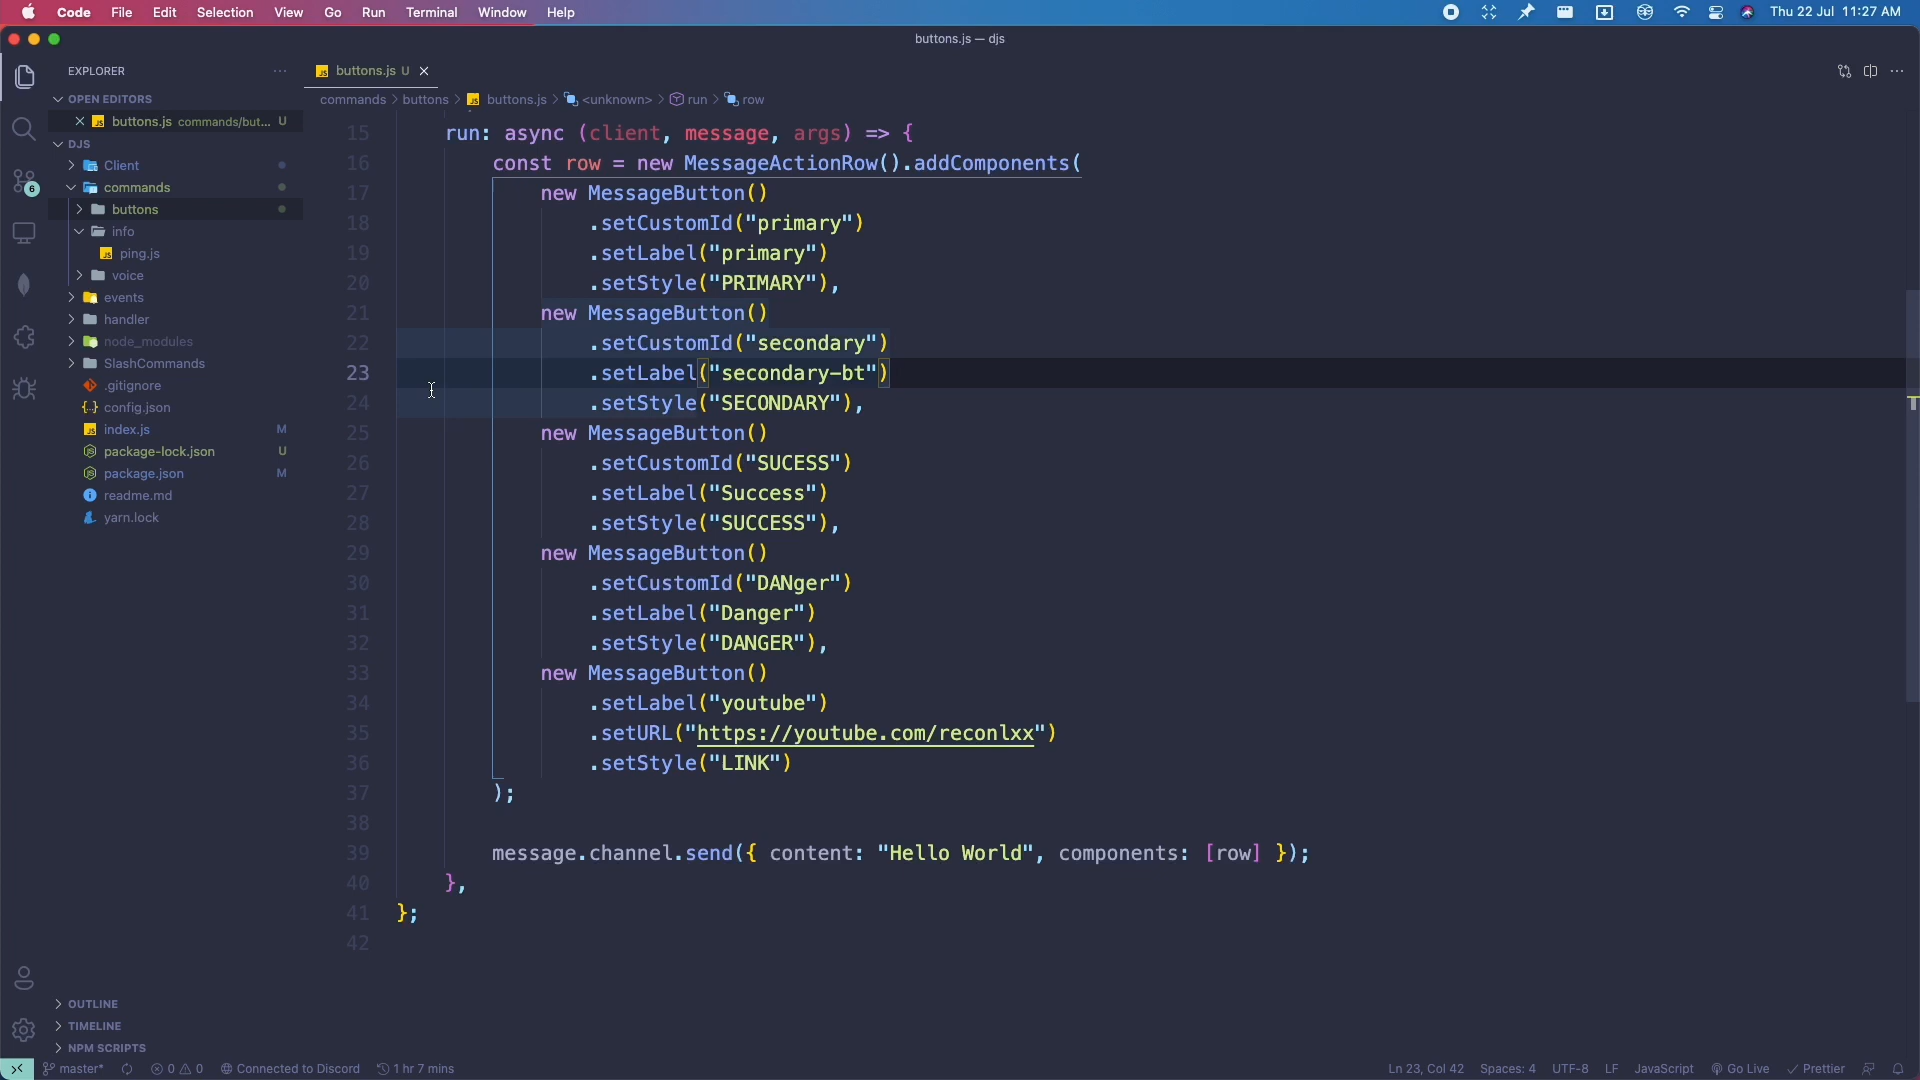 Code File Edit Selection View Go Run Terminal Window Help Thu 22 Jul 11:27 AM
buttons.js — djs
EXPLORER
buttons.js U
OPEN EDITORS
commands > buttons > buttons.js > <unknown> > run > row
buttons.js commands/but... U
DJS
Client
commands
buttons
info
ping.js
voice
events
handler
node_modules
SlashCommands
.gitignore
config.json
index.js M
package-lock.json U
package.json M
readme.md
yarn.lock
OUTLINE
TIMELINE
NPM SCRIPTS
15 run: async (client, message, args) => {
16 const row = new MessageActionRow().addComponents(
17 new MessageButton()
18 .setCustomId("primary")
19 .setLabel("primary")
20 .setStyle("PRIMARY"),
21 new MessageButton()
22 .setCustomId("secondary")
23 .setLabel("secondary-bt")
24 .setStyle("SECONDARY"),
25 new MessageButton()
26 .setCustomId("SUCESS")
27 .setLabel("Success")
28 .setStyle("SUCCESS"),
29 new MessageButton()
30 .setCustomId("DANger")
31 .setLabel("Danger")
32 .setStyle("DANGER"),
33 new MessageButton()
34 .setLabel("youtube")
35 .setURL("https://youtube.com/reconlxx")
36 .setStyle("LINK")
37 );
38
39 message.channel.send({ content: "Hello World", components: [row] });
40 },
41 };
42
6
master* 0 0 Connected to Discord 1 hr 7 mins Ln 23, Col 42 Spaces: 4 UTF-8 LF JavaScript Go Live Prettier